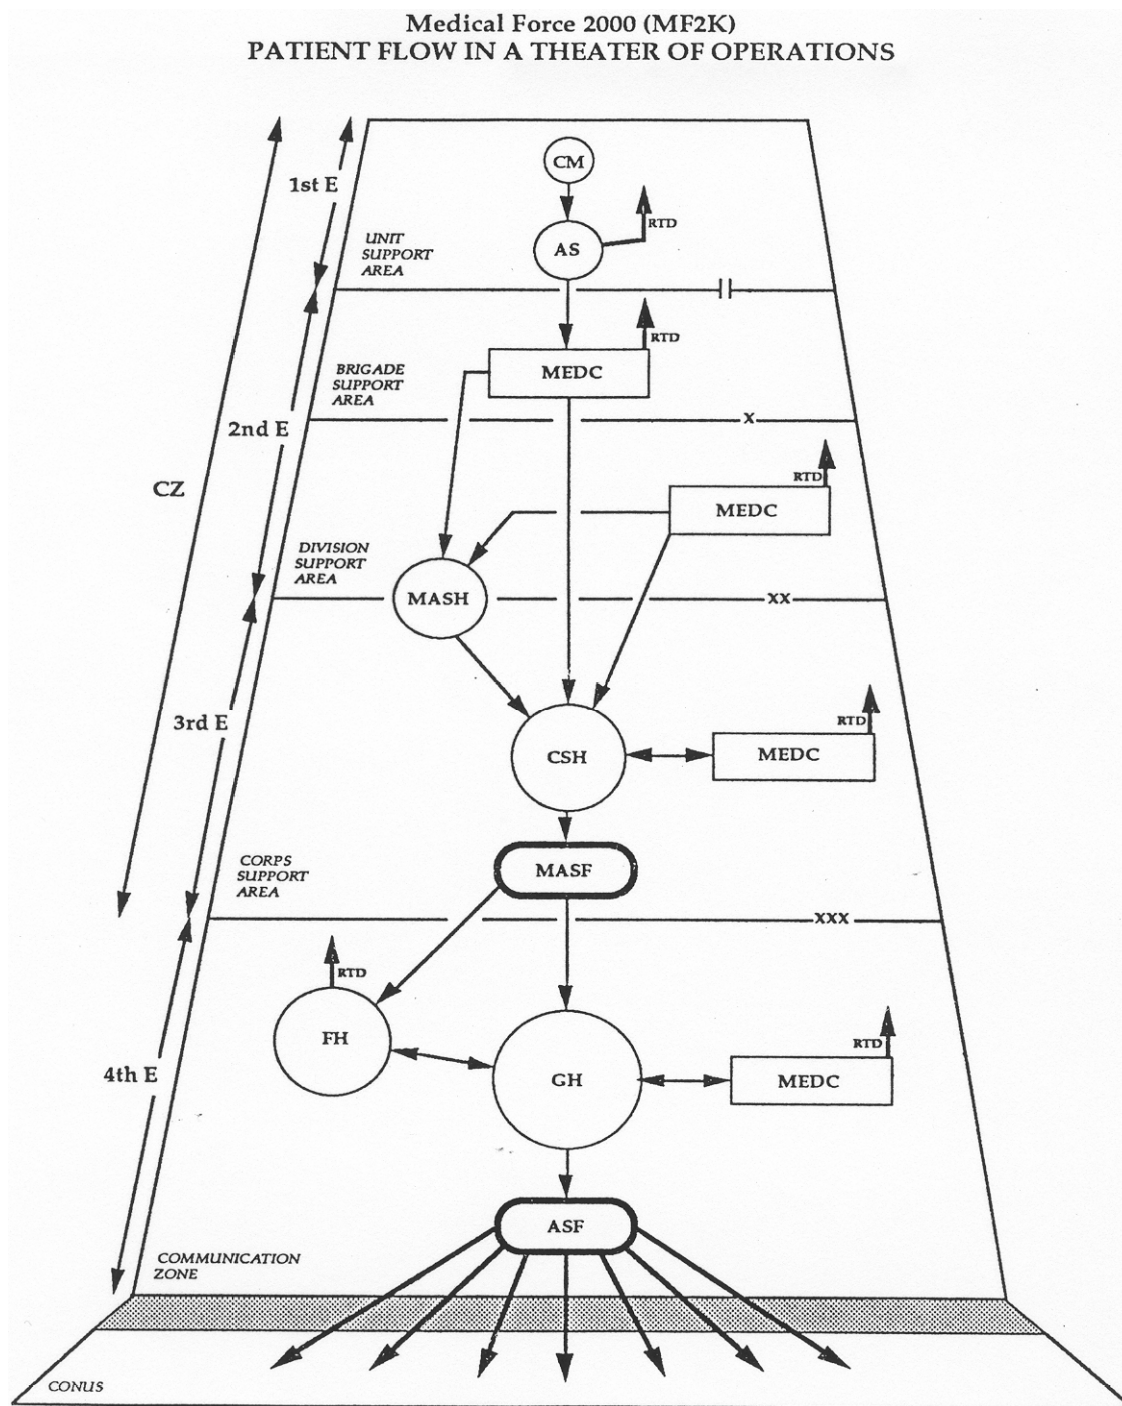 Medical Force 2000 (MF2K)
PATIENT FLOW IN A THEATER OF OPERATIONS
CM
1st E
RTD
UNIT
SUPPORT
AREA
AS
RTD
BRIGADE
SUPPORT
AREA
MEDC
X
2nd E
RTD
CZ
MEDC
DIVISION
SUPPORT
AREA
MASH
XX
3rd E
RTD
CSH
MEDC
CORPS
SUPPORT
AREA
MASF
XXX
RTD
FH
RTD
4th E
GH
MEDC
ASF
COMMUNICATION
ZONE
CONUS